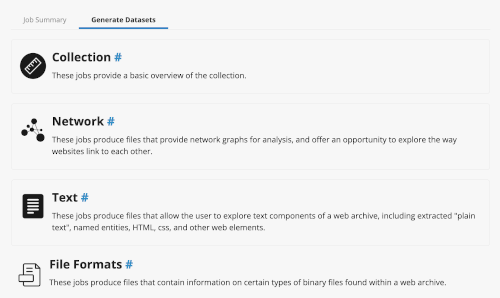 Job Summary Generate Datasets
Collection #
These jobs provide a basic overview of the collection.
Network #
These jobs produce files that provide network graphs for analysis, and offer an opportunity to explore the way
websites link to each other.
Text #
These jobs produce files that allow the user to explore text components of a web archive, including extracted "plain
text", named entities, HTML, css, and other web elements.
File Formats #
These jobs produce files that contain information on certain types of binary files found within a web archive.